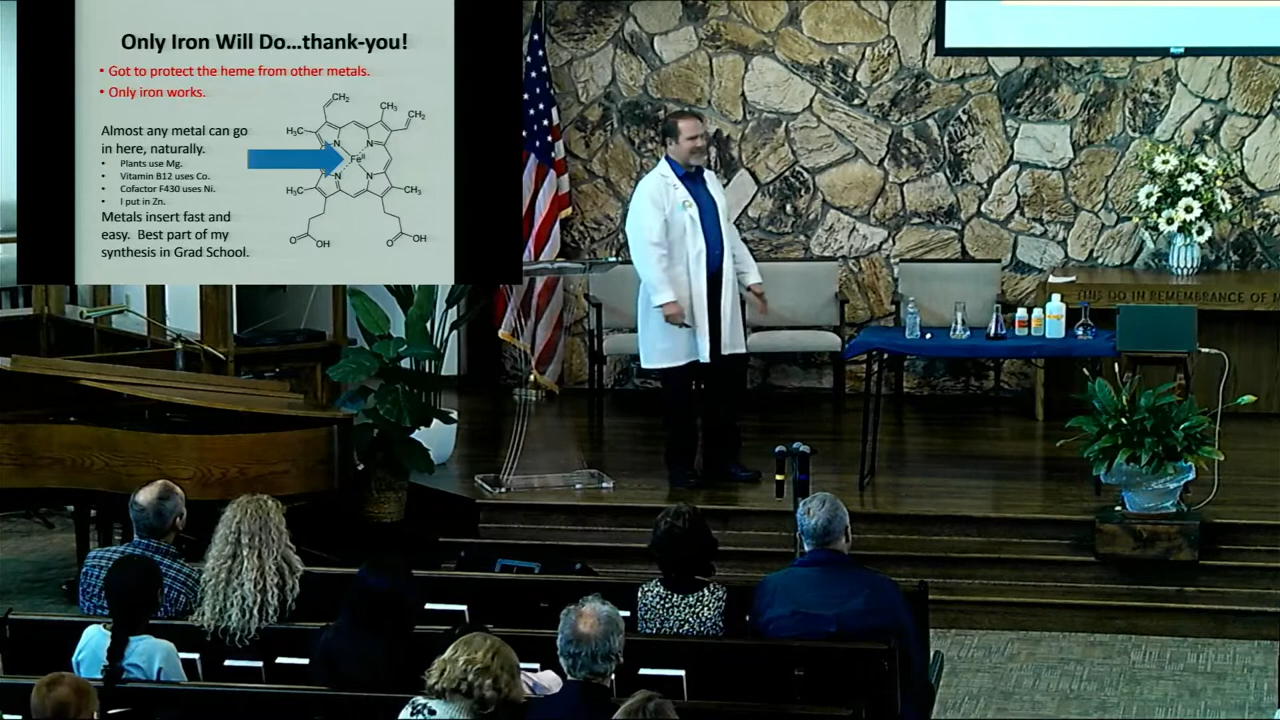 Only Iron Will Do...thank-you!
• Got to protect the heme from other metals.
• Only iron works.
Almost any metal can go
in here, naturally.
• Plants use Mg.
• Vitamin B12 uses Co.
• Cofactor F430 uses Ni.
• I put in Zn.
Metals insert fast and
easy. Best part of my
synthesis in Grad School.
CH₂
CH₃
CH₂
H₃C
N
N
Feᴵᴵ
N
N
H₃C
CH₃
O
OH
O
OH
THIS DO IN REMEMBRANCE OF